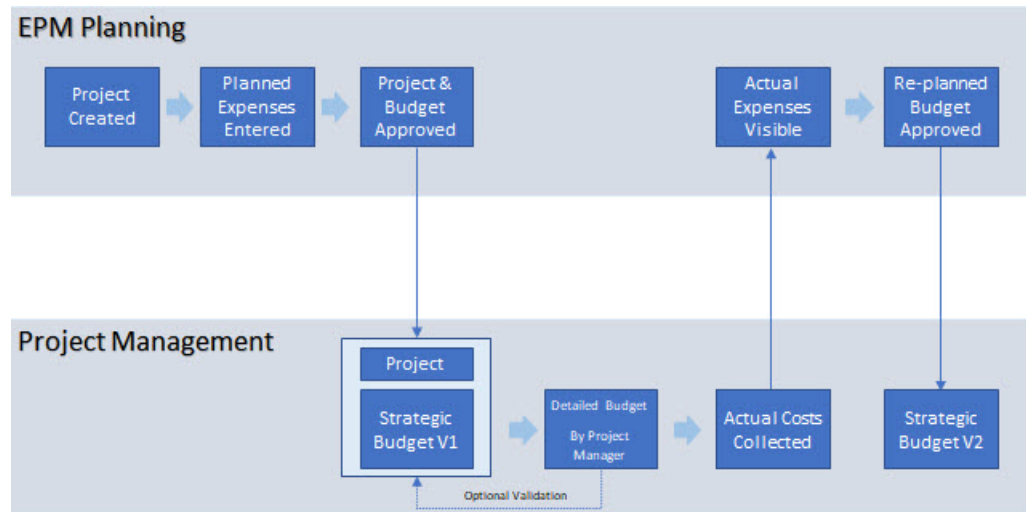 EPM Planning
Project
Created
Planned
Expenses
Entered
Project &
Budget
Approved
Actual
Expenses
Visible
Re-planned
Budget
Approved
Project Management
Project
Strategic
Budget V1
Detailed Budget
By Project
Manager
Actual Costs
Collected
Strategic
Budget V2
Optional Validation